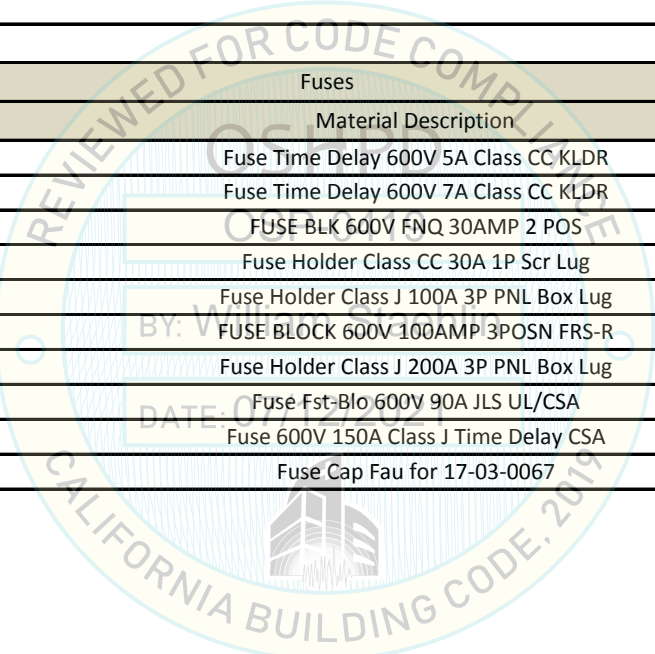 REVIEWED FOR CODE COMPLIANCE
Fuses
Material Description
OSHPD
Fuse Time Delay 600V 5A Class CC KLDR
Fuse Time Delay 600V 7A Class CC KLDR
FUSE BLK 600V FNQ 30AMP 2 POS
Fuse Holder Class CC 30A 1P Scr Lug
Fuse Holder Class J 100A 3P PNL Box Lug
BY: William Staehlin
FUSE BLOCK 600V 100AMP 3POSN FRS-R
Fuse Holder Class J 200A 3P PNL Box Lug
Fuse Fst-Blo 600V 90A JLS UL/CSA
DATE: 07/12/2021
Fuse 600V 150A Class J Time Delay CSA
Fuse Cap Fau for 17-03-0067
CALIFORNIA BUILDING CODE, 2019